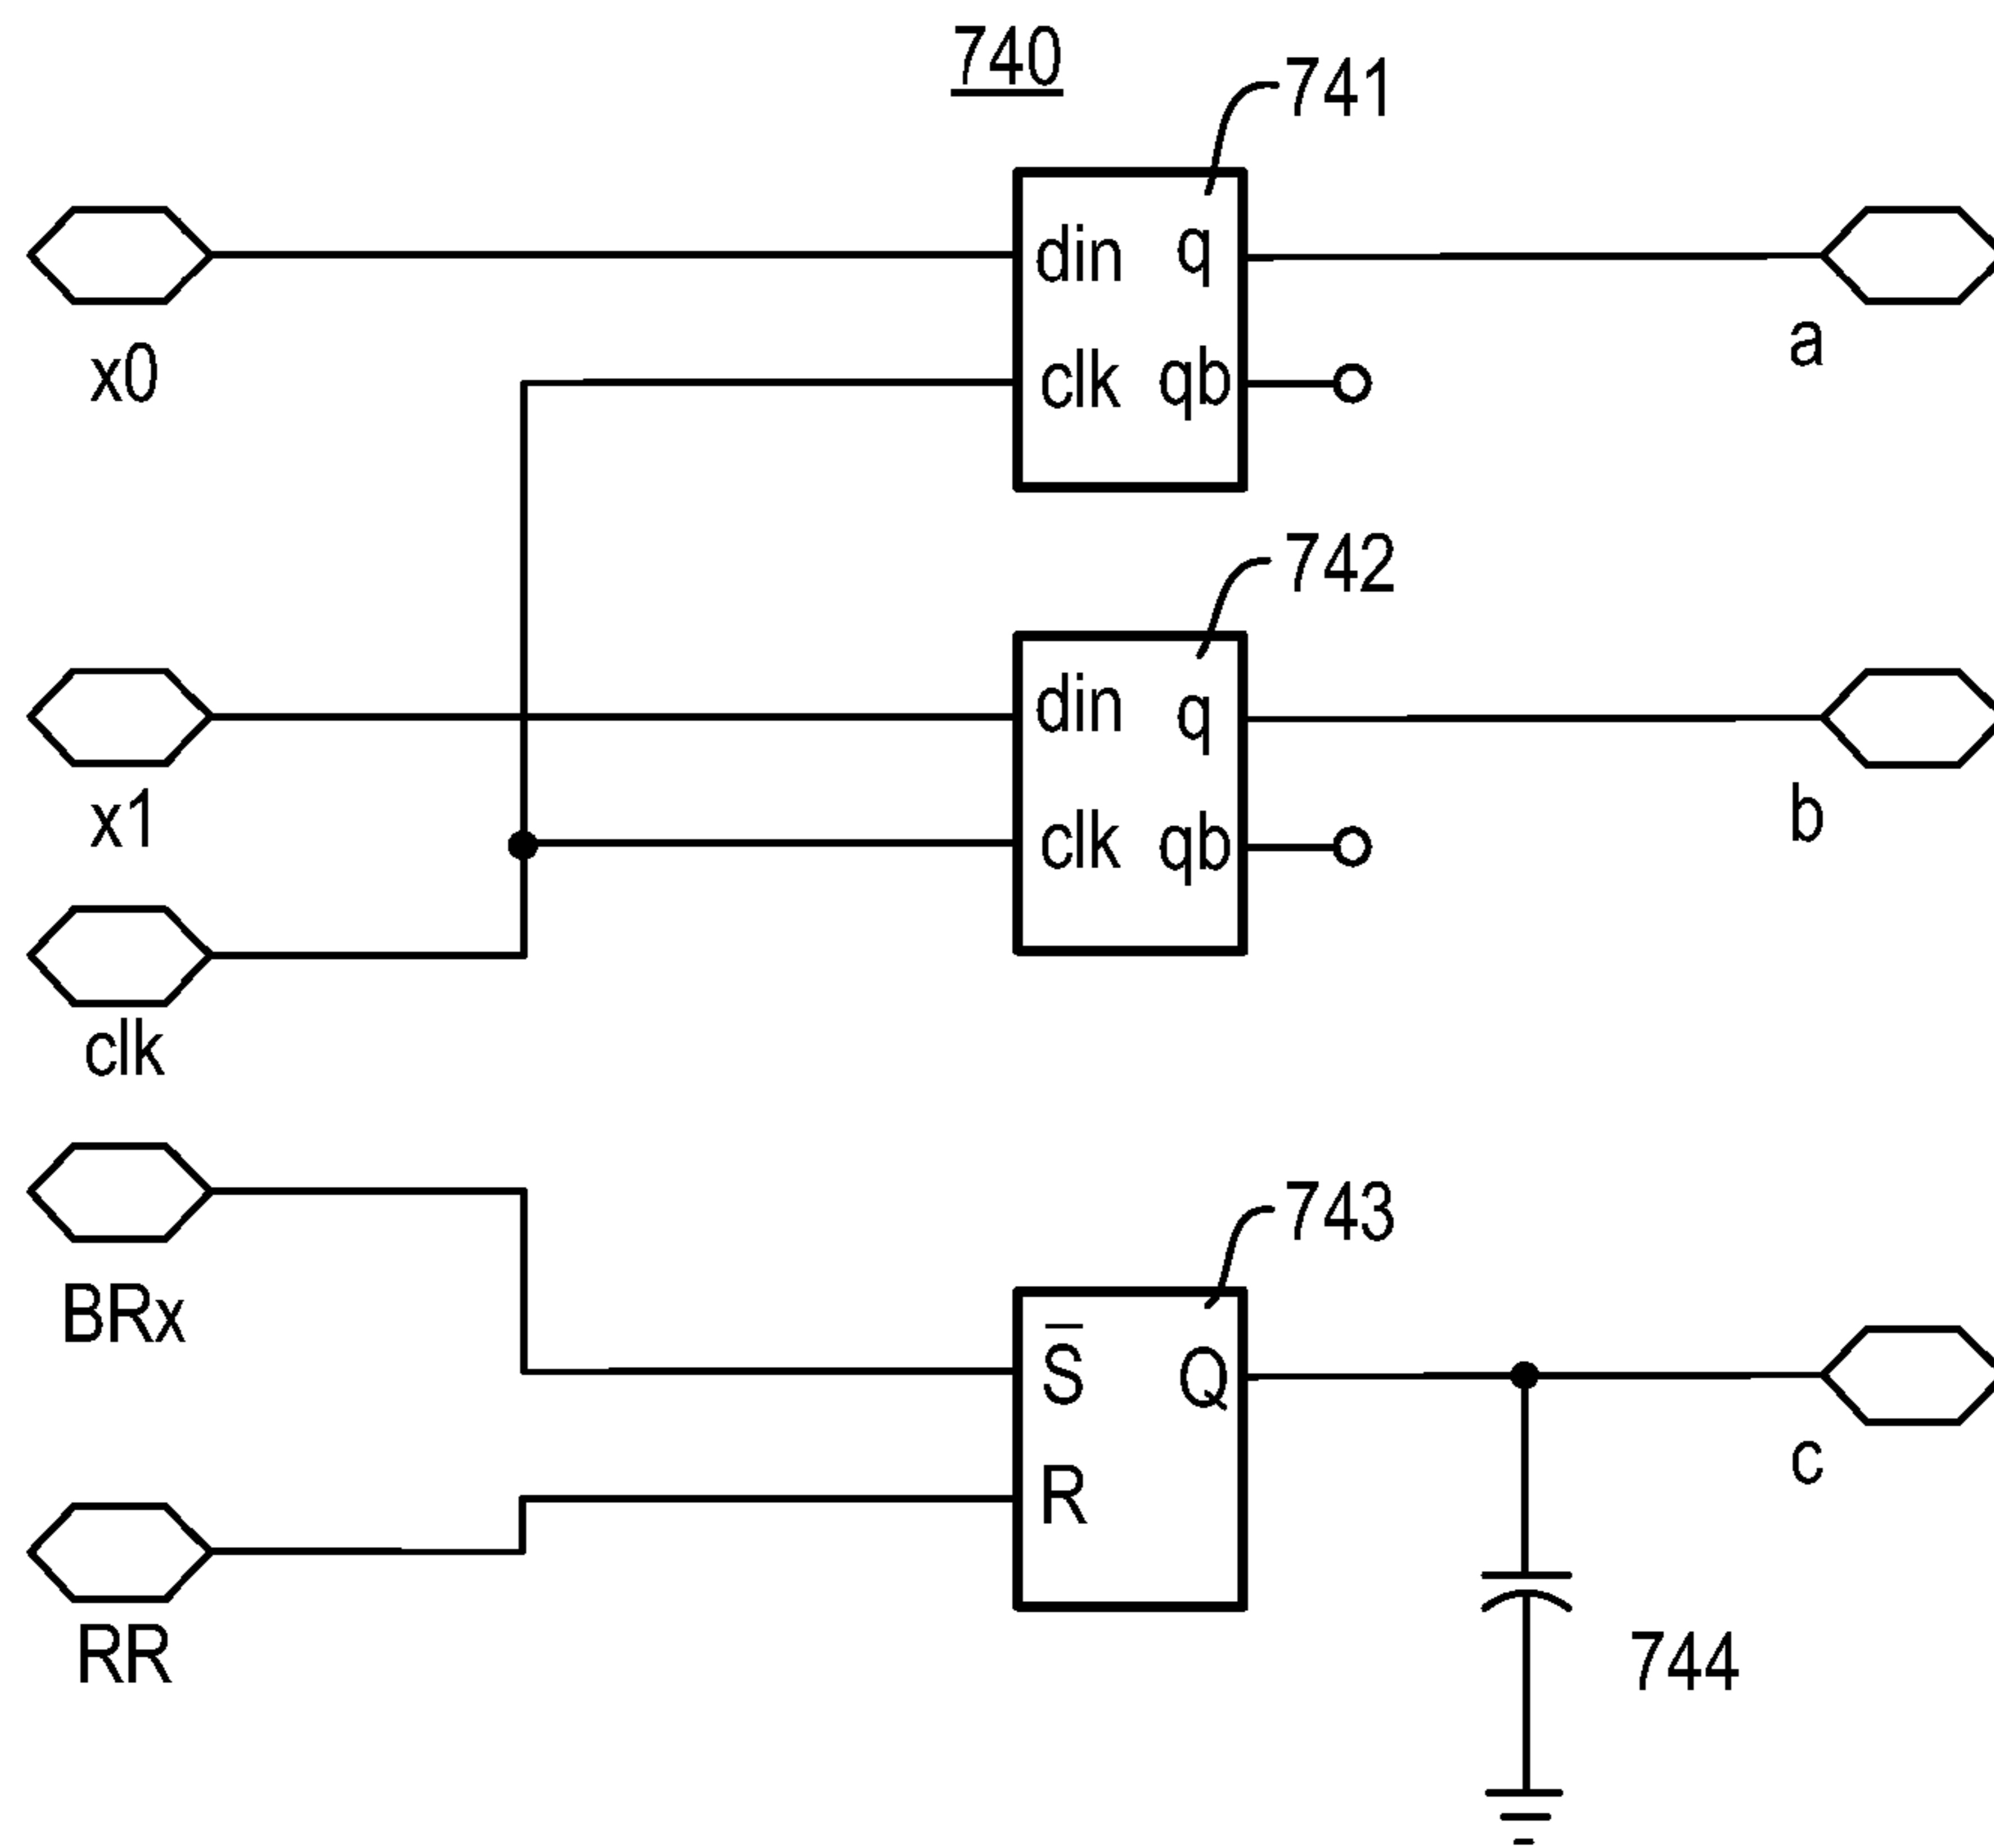 740
741
din q
x0
clk qb
a
742
din q
x1
clk qb
b
clk
743
BRx
S̅ Q
R
c
RR
744